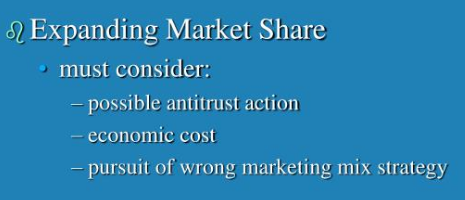 Expanding Market Share
• must consider:
– possible antitrust action
– economic cost
– pursuit of wrong marketing mix strategy